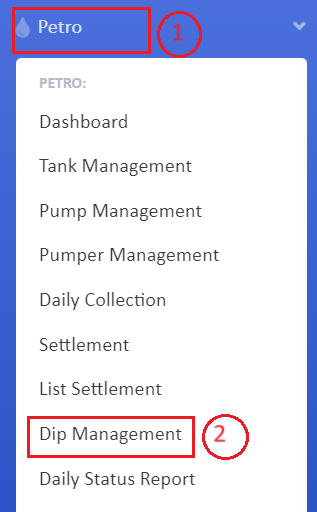 Petro 1
PETRO:
Dashboard
Tank Management
Pump Management
Pumper Management
Daily Collection
Settlement
List Settlement
Dip Management 2
Daily Status Report